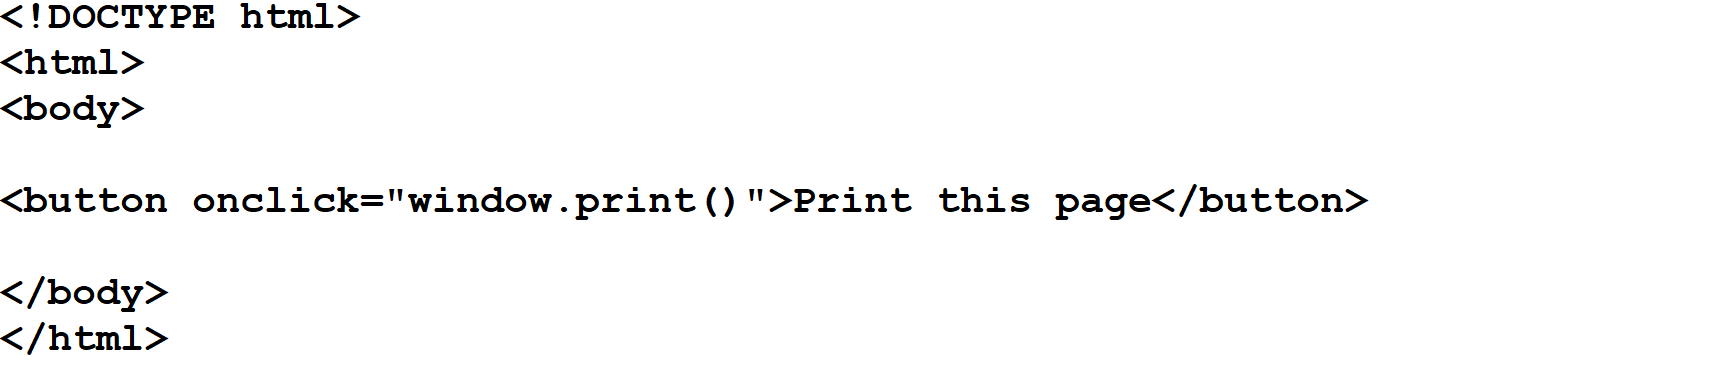 <!DOCTYPE html>
<html>
<body>
<button onclick="window.print()">Print this page</button>
</body>
</html>